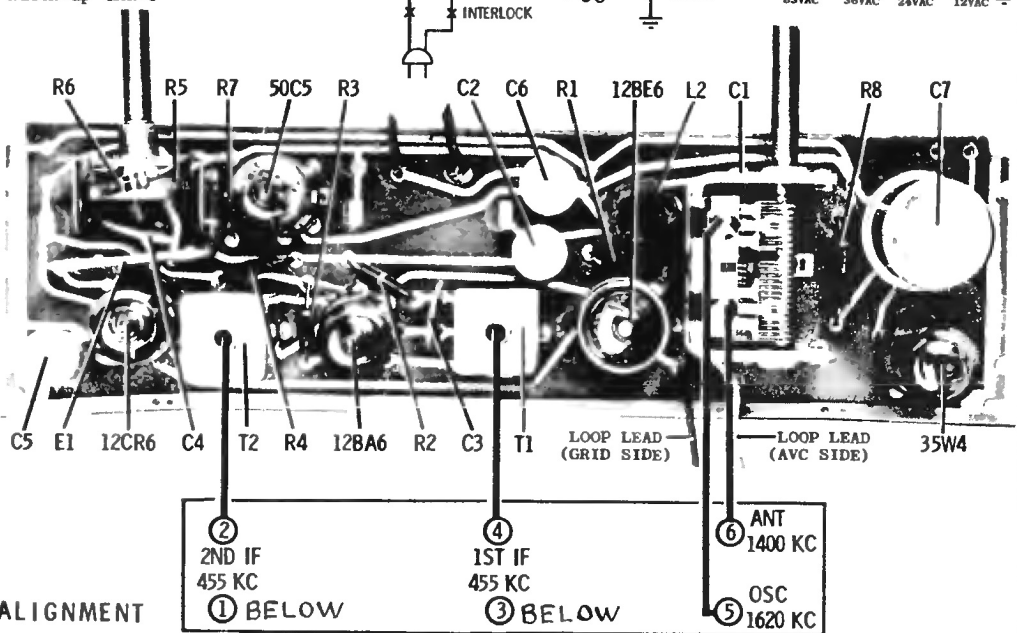 INTERLOCK
R6 R5 R7 50C5 R3 C2 C6 R1 12BE6 L2 C1 R8 C7
C5 E1 12CR6 C4 T2 R4 12BA6 R2 C3 T1 LOOP LEAD (GRID SIDE) LOOP LEAD (AVC SIDE) 35W4
2 2ND IF 455 KC
1 BELOW
4 1ST IF 455 KC
3 BELOW
6 ANT 1400 KC
5 OSC 1620 KC
ALIGNMENT